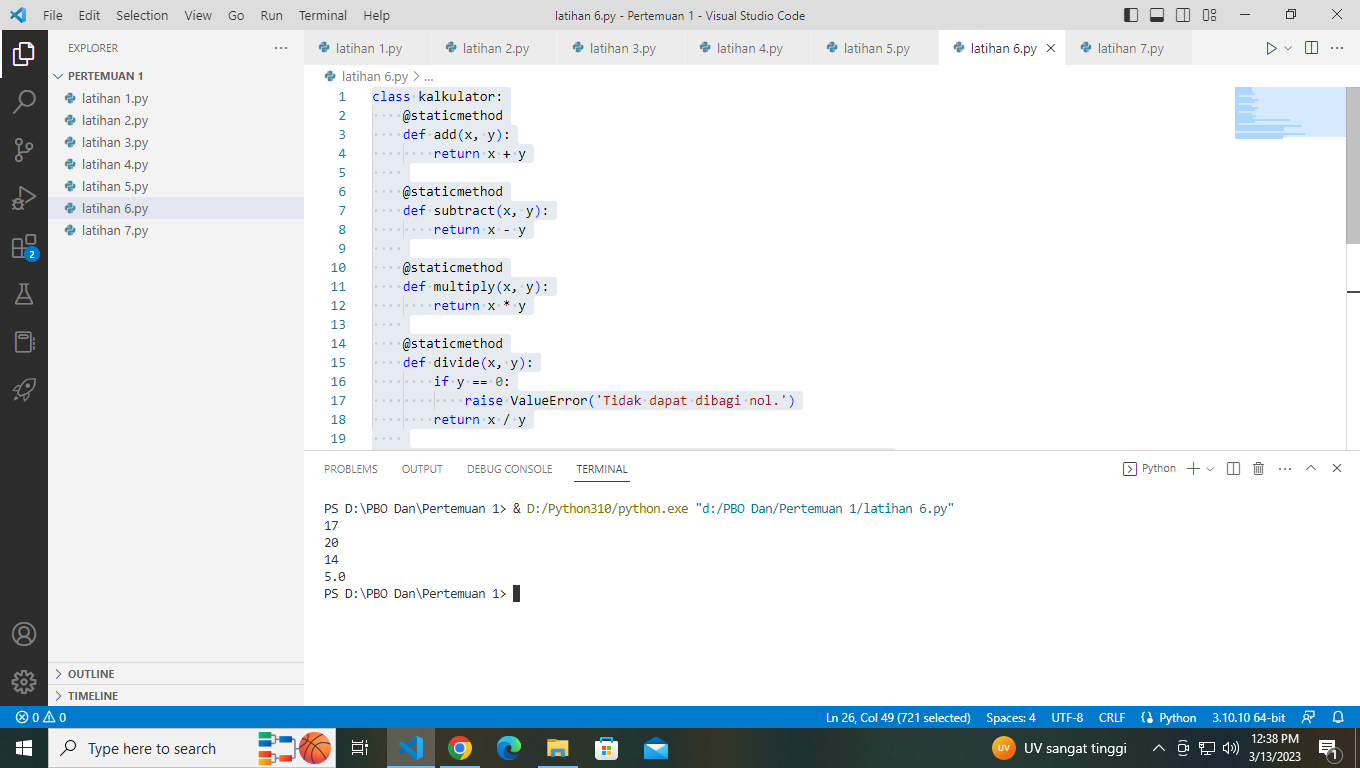 File Edit Selection View Go Run Terminal Help
latihan 6.py - Pertemuan 1 - Visual Studio Code
EXPLORER
PERTEMUAN 1
latihan 1.py
latihan 2.py
latihan 3.py
latihan 4.py
latihan 5.py
latihan 6.py
latihan 7.py
OUTLINE
TIMELINE
2
latihan 1.py latihan 2.py latihan 3.py latihan 4.py latihan 5.py latihan 6.py latihan 7.py
latihan 6.py > ...
1 class kalkulator:
2     @staticmethod
3     def add(x, y):
4         return x + y
5
6     @staticmethod
7     def subtract(x, y):
8         return x - y
9
10     @staticmethod
11     def multiply(x, y):
12         return x * y
13
14     @staticmethod
15     def divide(x, y):
16         if y == 0:
17             raise ValueError('Tidak dapat dibagi nol.')
18         return x / y
19
PROBLEMS OUTPUT DEBUG CONSOLE TERMINAL
Python
PS D:\PBO Dan\Pertemuan 1> & D:/Python310/python.exe "d:/PBO Dan/Pertemuan 1/latihan 6.py"
17
20
14
5.0
PS D:\PBO Dan\Pertemuan 1>
0 0
Ln 26, Col 49 (721 selected) Spaces: 4 UTF-8 CRLF Python 3.10.10 64-bit
Type here to search
UV UV sangat tinggi
12:38 PM
3/13/2023
1